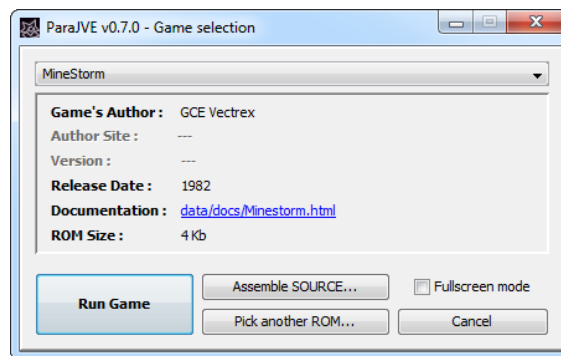 ParaJVE v0.7.0 - Game selection
MineStorm
Game's Author : GCE Vectrex
Author Site : ---
Version : ---
Release Date : 1982
Documentation : data/docs/Minestorm.html
ROM Size : 4 Kb
Run Game
Assemble SOURCE...
Fullscreen mode
Pick another ROM...
Cancel